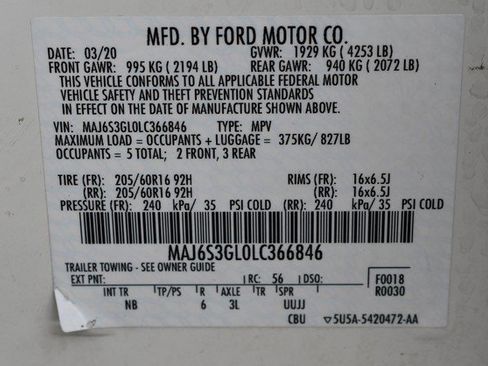 MFD. BY FORD MOTOR CO.
DATE: 03/20 GVWR: 1929 KG ( 4253 LB)
FRONT GAWR: 995 KG ( 2194 LB) REAR GAWR: 940 KG ( 2072 LB)
THIS VEHICLE CONFORMS TO ALL APPLICABLE FEDERAL MOTOR
VEHICLE SAFETY AND THEFT PREVENTION STANDARDS
IN EFFECT ON THE DATE OF MANUFACTURE SHOWN ABOVE.
VIN: MAJ6S3GL0LC366846 TYPE: MPV
MAXIMUM LOAD = OCCUPANTS + LUGGAGE = 375KG/ 827LB
OCCUPANTS = 5 TOTAL; 2 FRONT, 3 REAR
TIRE (FR): 205/60R16 92H RIMS (FR): 16x6.5J
(RR): 205/60R16 92H (RR): 16x6.5J
PRESSURE (FR): 240 kPa/ 35 PSI COLD (RR): 240 kPa/ 35 PSI COLD
MAJ6S3GL0LC366846
TRAILER TOWING - SEE OWNER GUIDE
EXT PNT: RC: 56 DSO: F0018
INT TR TP/PS R AXLE TR SPR R0030
NB 6 3L UUJJ
CBU ▽5U5A-5420472-AA